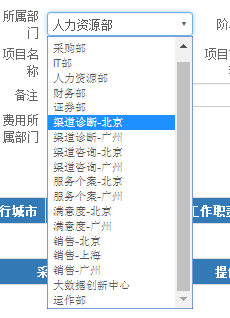 所属部门
人力资源部
阶
项目名称
项目
备注
费用所属部门
采购部
IT部
人力资源部
财务部
证券部
渠道诊断-北京
渠道诊断-广州
渠道咨询-北京
渠道咨询-广州
服务个案-北京
服务个案-广州
满意度-北京
满意度-广州
销售-北京
销售-上海
销售-广州
大数据创新中心
运作部
行城市
工作职责
采
提